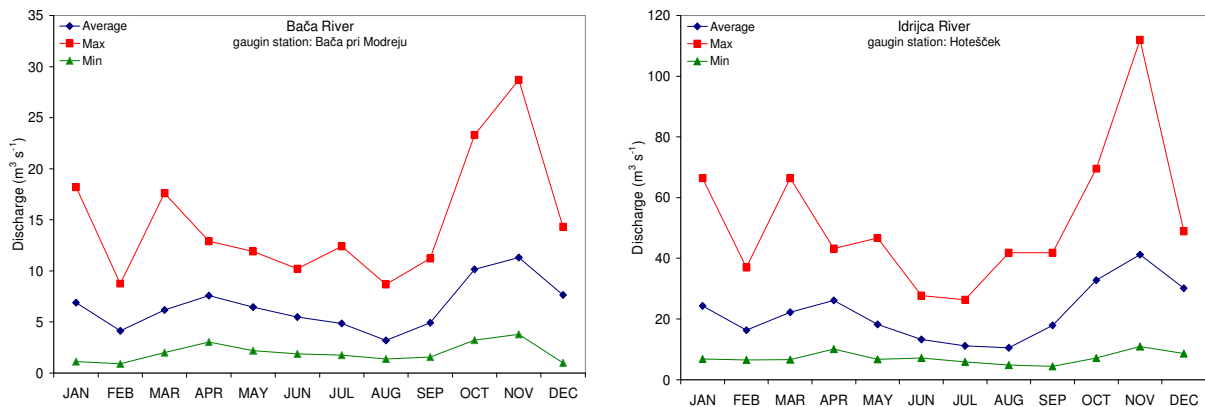 Bača River
gaugin station: Bača pri Modreju
Average
Max
Min
Discharge (m³ s⁻¹)
35
30
25
20
15
10
5
0
JAN FEB MAR APR MAY JUN JUL AUG SEP OCT NOV DEC
Idrijca River
gaugin station: Hotešček
Average
Max
Min
Discharge (m³ s⁻¹)
120
100
80
60
40
20
0
JAN FEB MAR APR MAY JUN JUL AUG SEP OCT NOV DEC